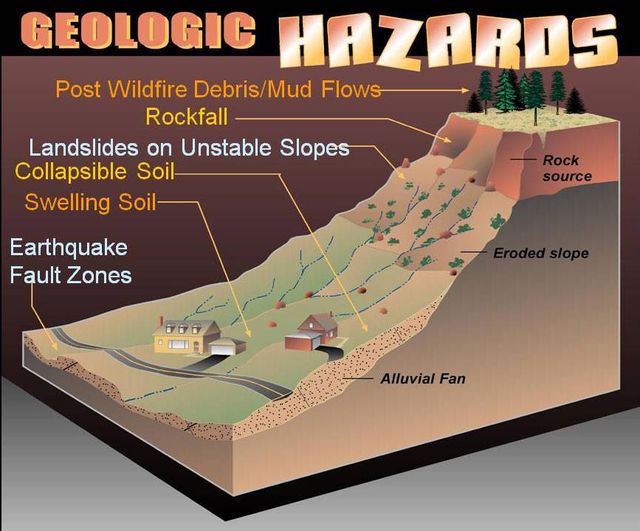 GEOLOGIC HAZARDS
Post Wildfire Debris/Mud Flows
Rockfall
Landslides on Unstable Slopes
Collapsible Soil
Swelling Soil
Earthquake
Fault Zones
Rock
source
Eroded slope
Alluvial Fan